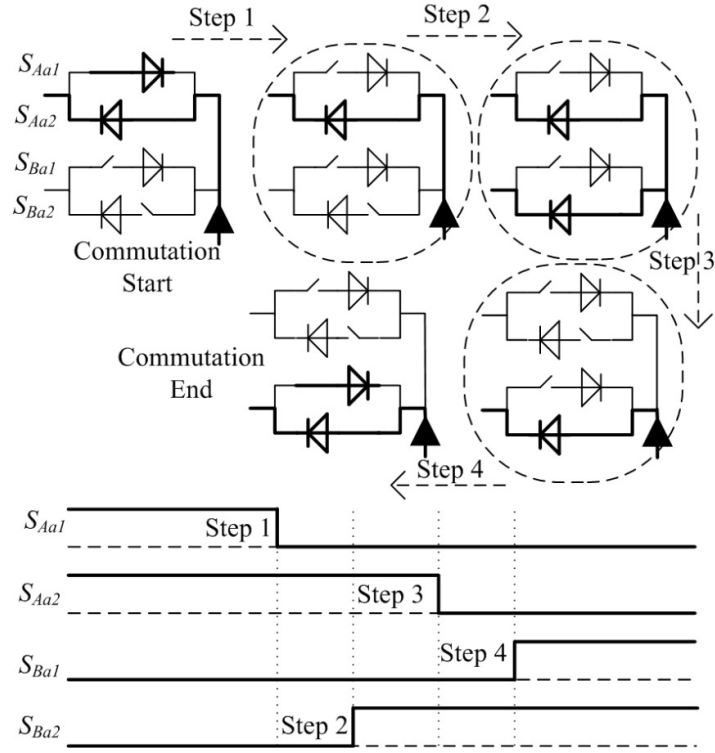 Step 1
Step 2
S_Aa1
S_Aa2
S_Ba1
S_Ba2
Commutation
Start
Step 3
Commutation
End
Step 4
S_Aa1
Step 1
S_Aa2
Step 3
S_Ba1
Step 4
S_Ba2
Step 2